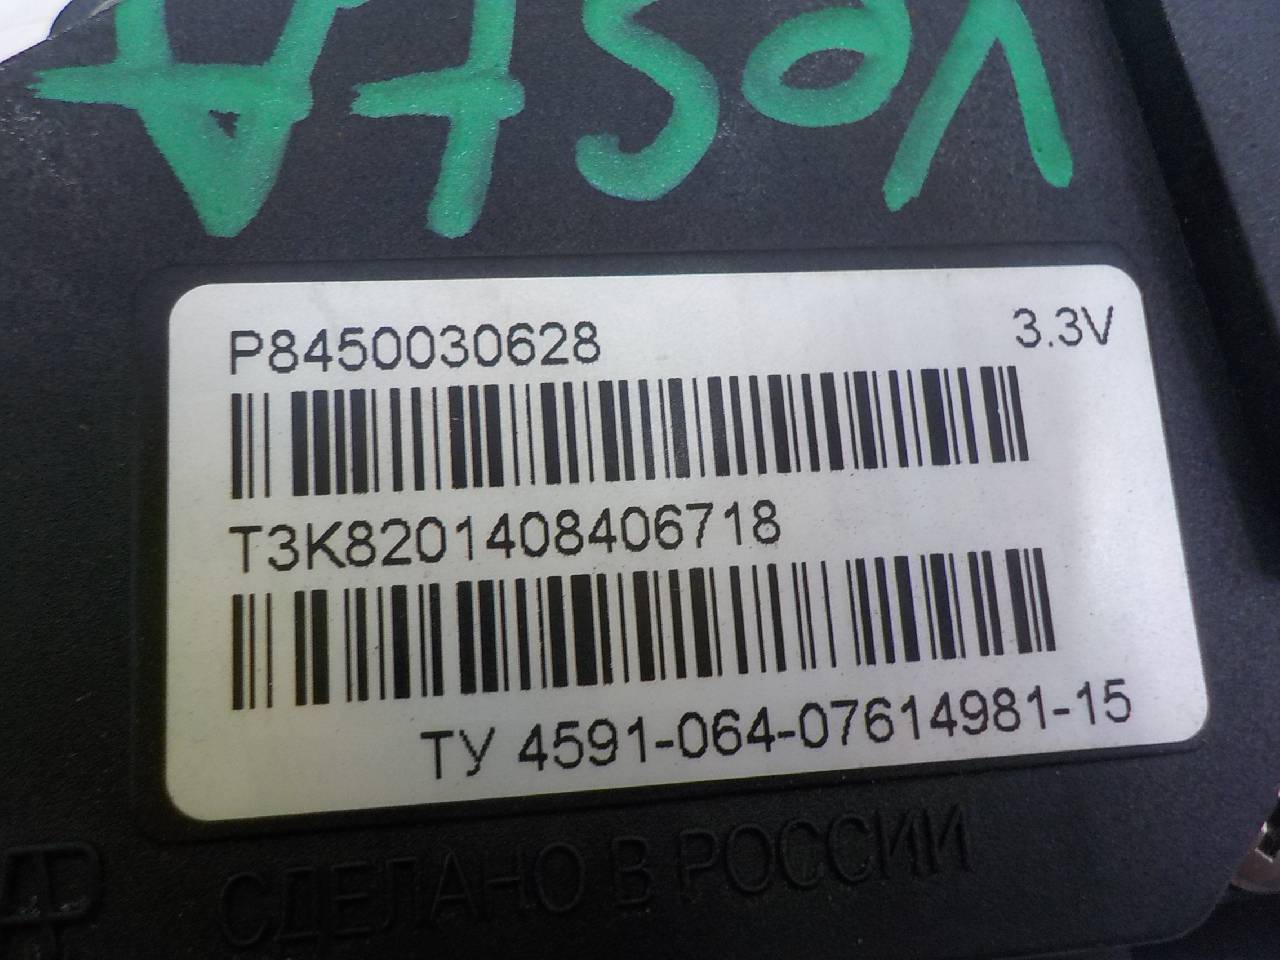 VesTA
P8450030628 3.3V
T3K8201408406718
ТУ 4591-064-07614981-15
СДЕЛАНО В РОССИИ